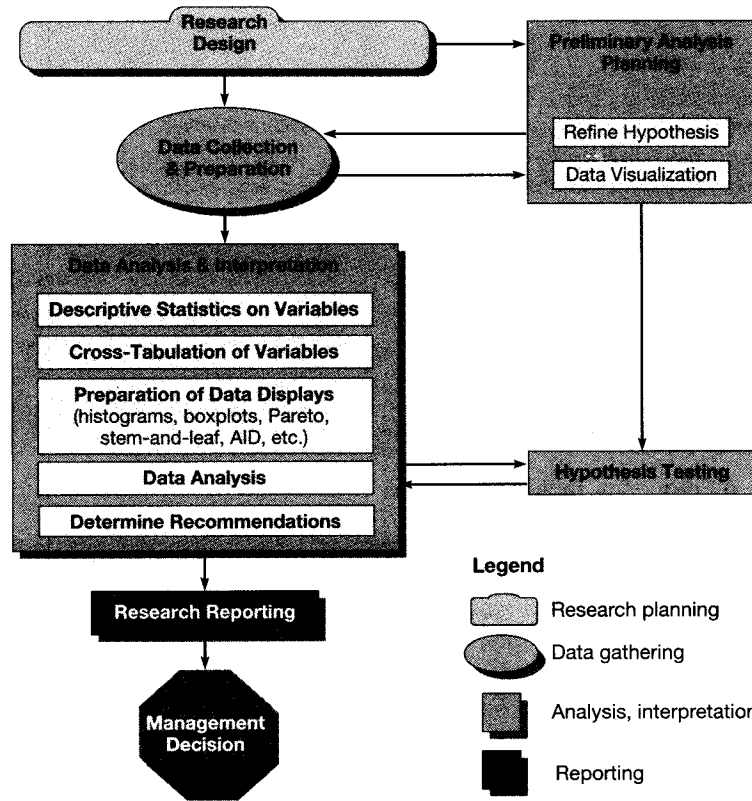 Research
Design
Preliminary Analysis
Planning
Refine Hypothesis
Data Visualization
Data Collection
& Preparation
Data Analysis & Interpretation
Descriptive Statistics on Variables
Cross-Tabulation of Variables
Preparation of Data Displays
(histograms, boxplots, Pareto,
stem-and-leaf, AID, etc.)
Data Analysis
Determine Recommendations
Hypothesis Testing
Research Reporting
Management
Decision
Legend
Research planning
Data gathering
Analysis, interpretation
Reporting